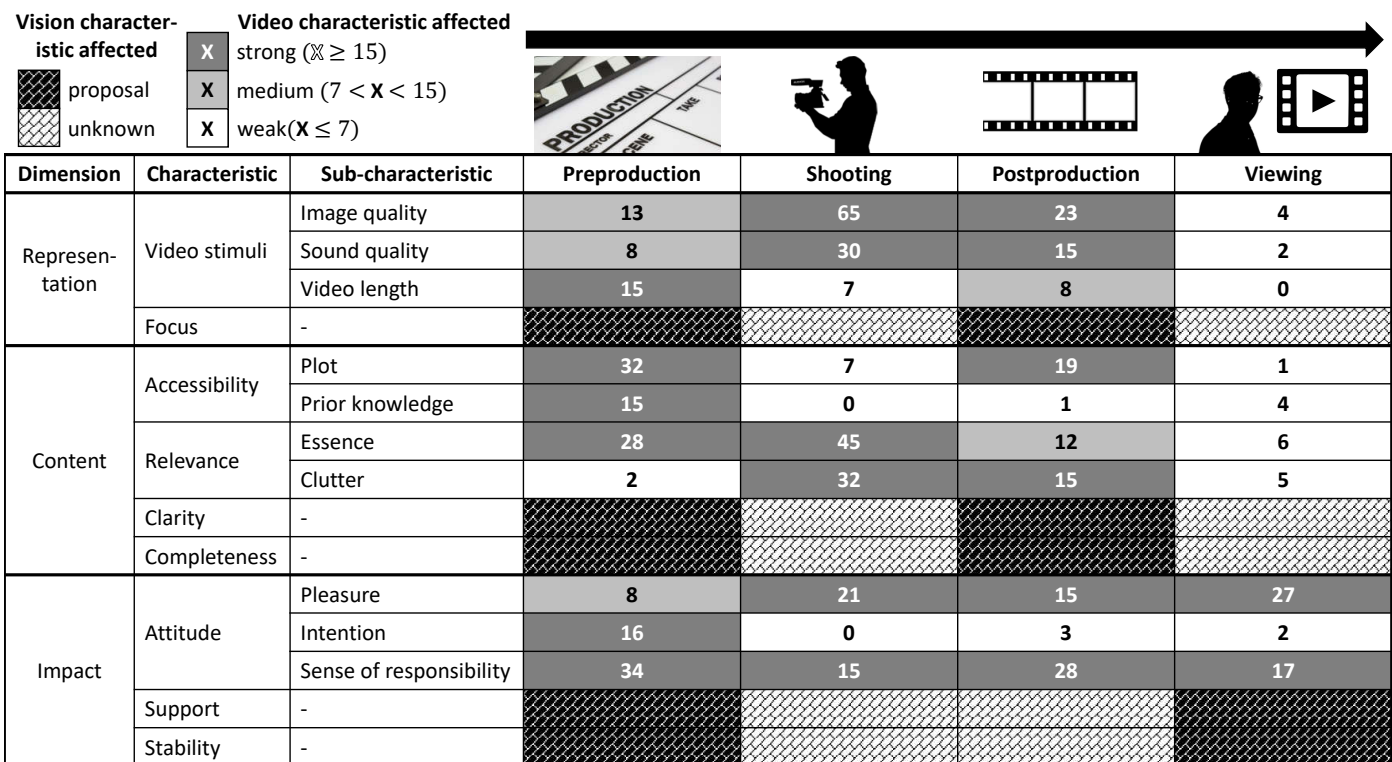 Vision character-
istic affected
proposal
unknown
Video characteristic affected
X strong (𝕏 ≥ 15)
X medium (7 < X < 15)
X weak(X ≤ 7)
PRODUCTION
DIRECTOR
SCENE
TAKE
Dimension Characteristic Sub-characteristic Preproduction Shooting Postproduction Viewing
Represen-
tation
Video stimuli
Image quality 13 65 23 4
Sound quality 8 30 15 2
Video length 15 7 8 0
Focus -
Content
Accessibility
Plot 32 7 19 1
Prior knowledge 15 0 1 4
Relevance
Essence 28 45 12 6
Clutter 2 32 15 5
Clarity -
Completeness -
Impact
Attitude
Pleasure 8 21 15 27
Intention 16 0 3 2
Sense of responsibility 34 15 28 17
Support -
Stability -